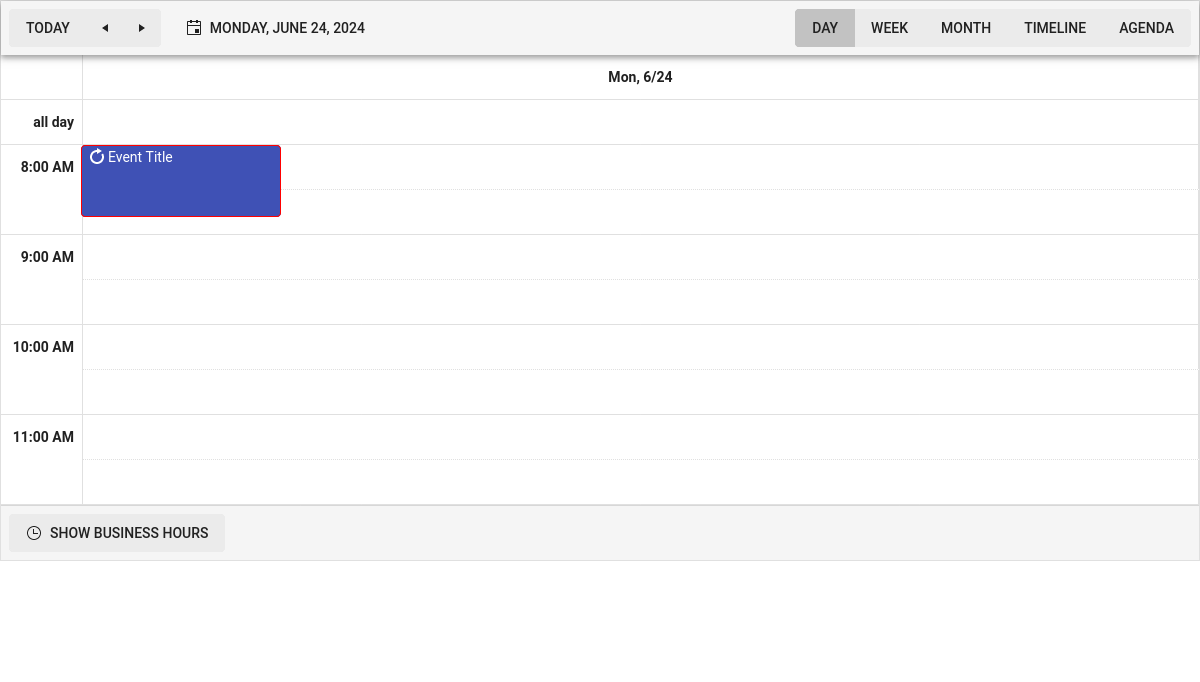 TODAY
MONDAY, JUNE 24, 2024
DAY
WEEK
MONTH
TIMELINE
AGENDA
Mon, 6/24
all day
8:00 AM
Event Title
9:00 AM
10:00 AM
11:00 AM
SHOW BUSINESS HOURS